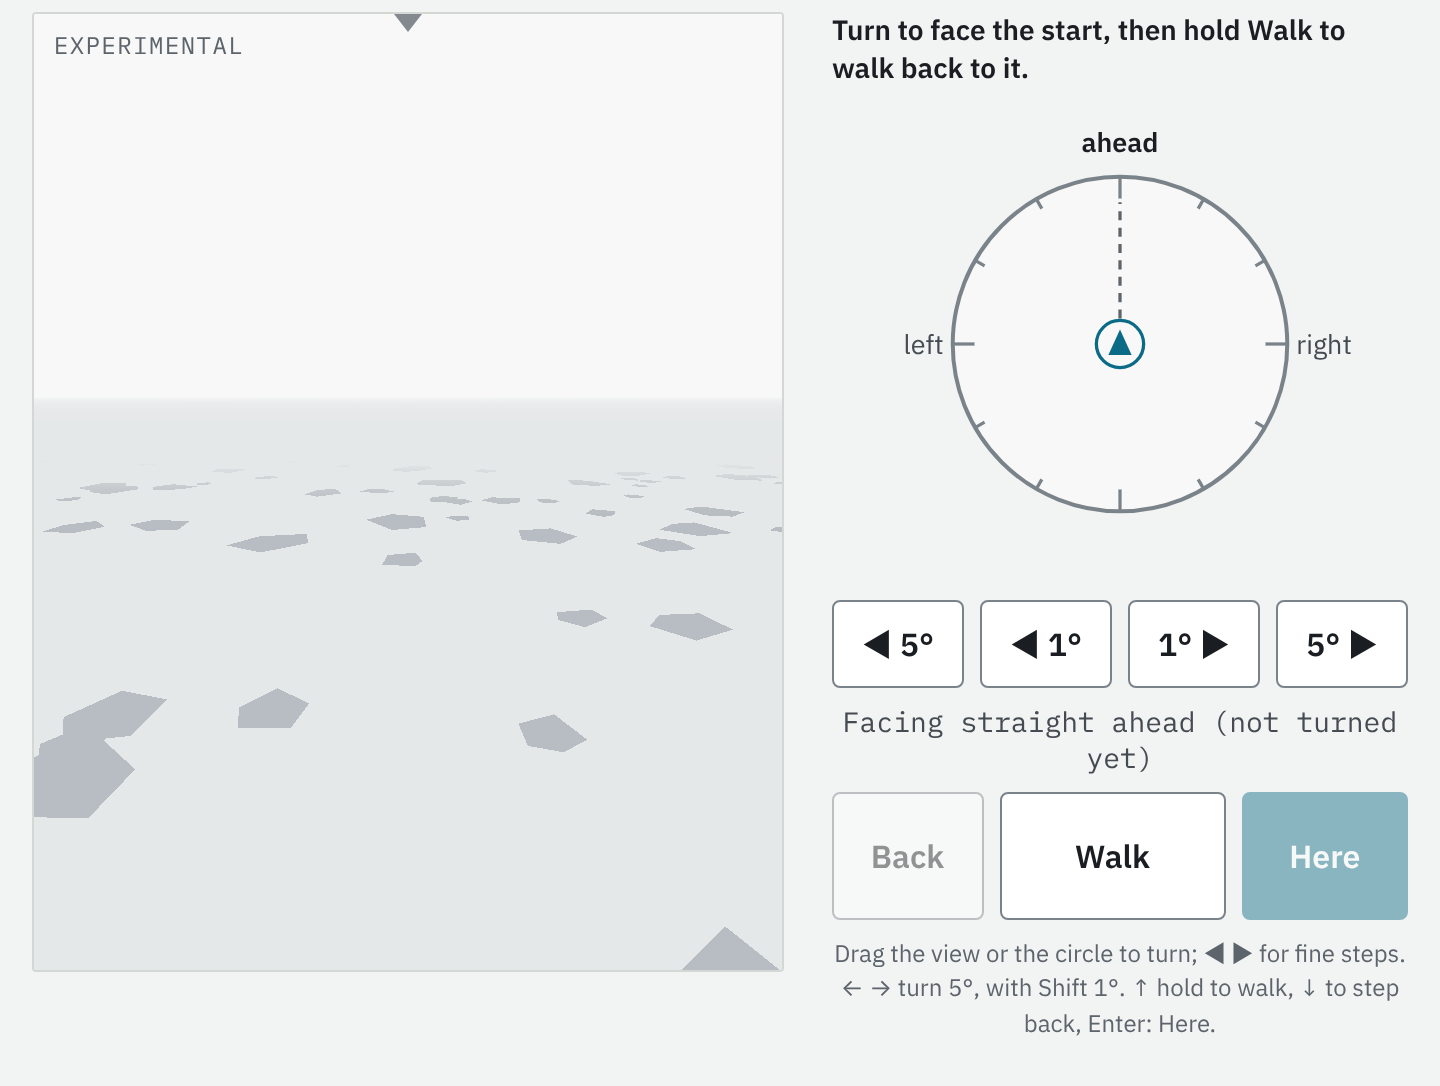 EXPERIMENTAL
Turn to face the start, then hold Walk to
walk back to it.
ahead
left
right
◀ 5°
◀ 1°
1° ▶
5° ▶
Facing straight ahead (not turned
yet)
Back
Walk
Here
Drag the view or the circle to turn; ◀ ▶ for fine steps.
← → turn 5°, with Shift 1°. ↑ hold to walk, ↓ to step
back, Enter: Here.